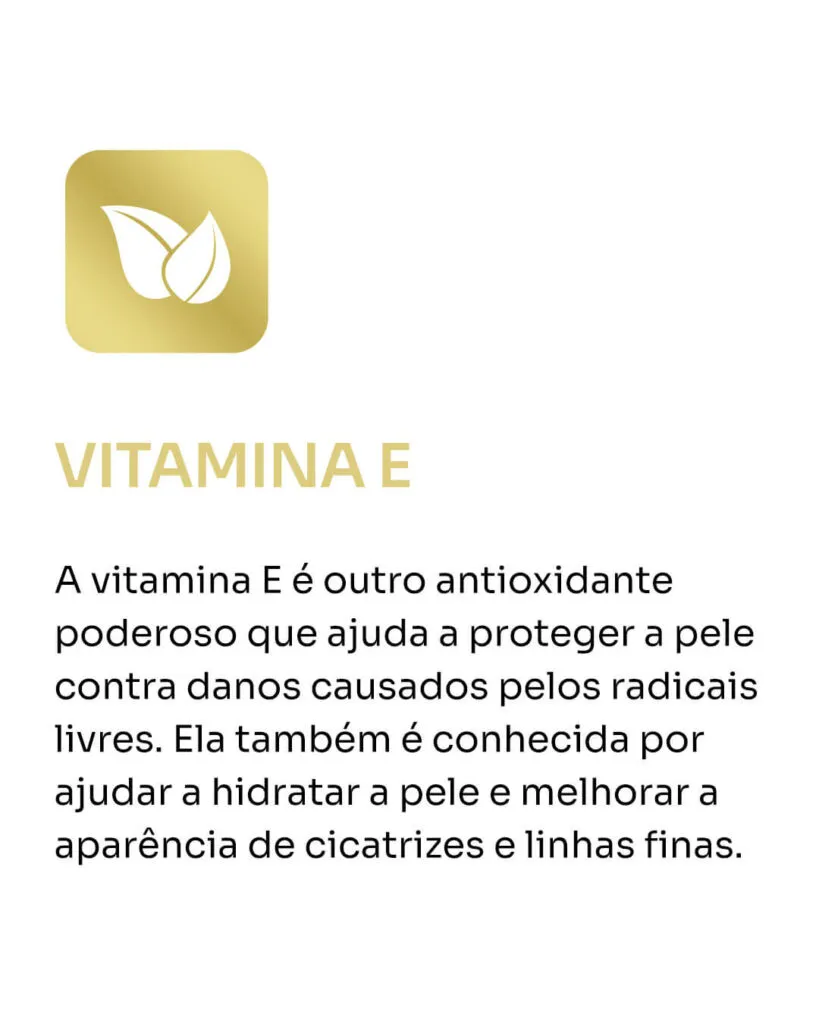 VITAMINA E
A vitamina E é outro antioxidante
poderoso que ajuda a proteger a pele
contra danos causados pelos radicais
livres. Ela também é conhecida por
ajudar a hidratar a pele e melhorar a
aparência de cicatrizes e linhas finas.